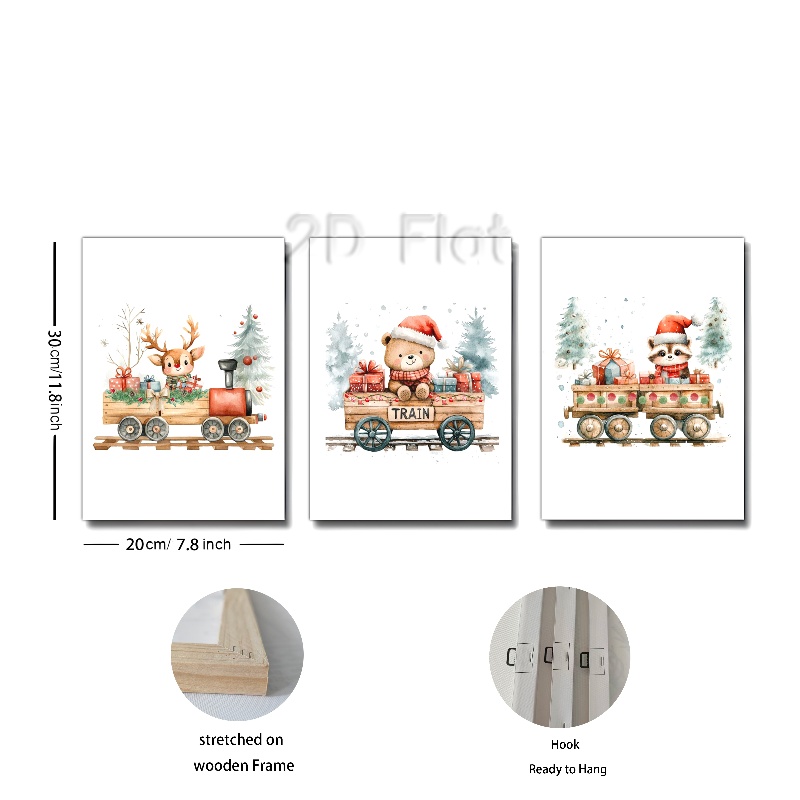 2D Flat
30cm/11.8inch
TRAIN
20cm/ 7.8 inch
stretched on
wooden Frame
Hook
Ready to Hang